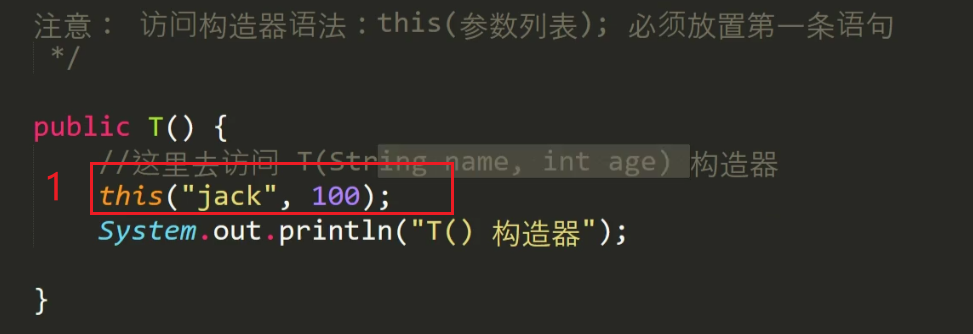 注意： 访问构造器语法：this(参数列表); 必须放置第一条语句
*/
public T() {
//这里去访问 T(String name, int age) 构造器
1 this("jack", 100);
System.out.println("T() 构造器");
}